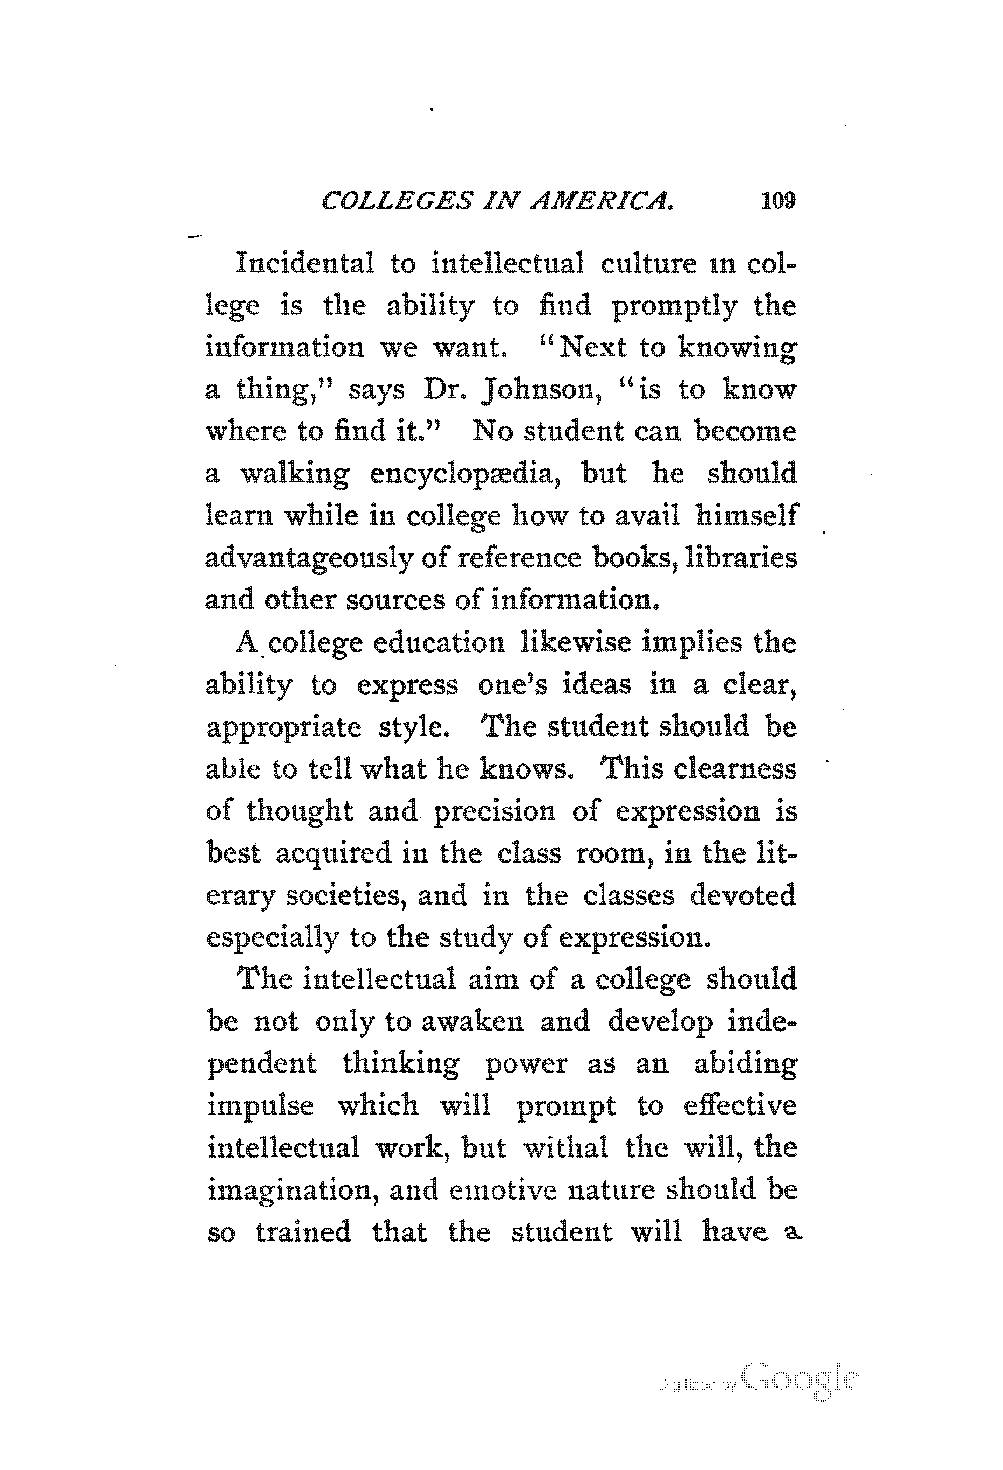 COLLEGES IN AMERICA. 109
Incidental to intellectual culture in col-
lege is the ability to find promptly the
information we want. "Next to knowing
a thing," says Dr. Johnson, "is to know
where to find it." No student can become
a walking encyclopædia, but he should
learn while in college how to avail himself
advantageously of reference books, libraries
and other sources of information.
A college education likewise implies the
ability to express one's ideas in a clear,
appropriate style. The student should be
able to tell what he knows. This clearness
of thought and precision of expression is
best acquired in the class room, in the lit-
erary societies, and in the classes devoted
especially to the study of expression.
The intellectual aim of a college should
be not only to awaken and develop inde-
pendent thinking power as an abiding
impulse which will prompt to effective
intellectual work, but withal the will, the
imagination, and emotive nature should be
so trained that the student will have a
Digitized by Google